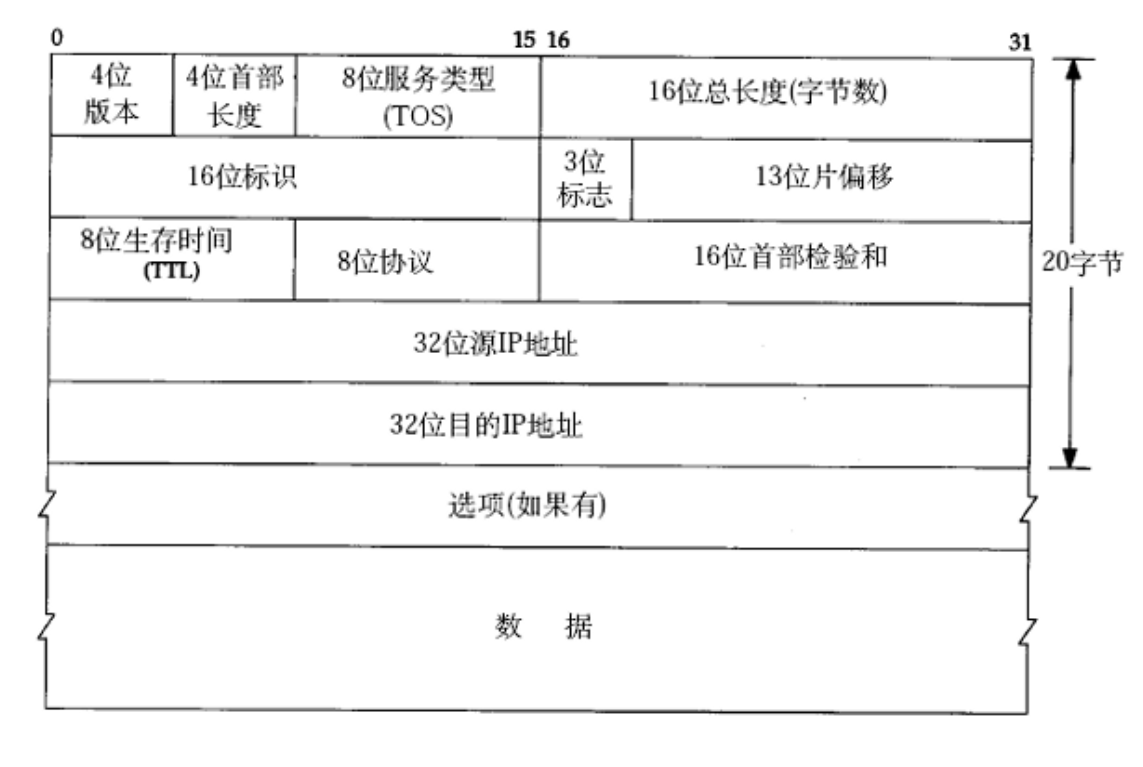 0 15 16 31
4位
版本
4位首部
长度
8位服务类型
(TOS)
16位总长度(字节数)
16位标识
3位
标志
13位片偏移
8位生存时间
(TTL)
8位协议
16位首部检验和
20字节
32位源IP地址
32位目的IP地址
选项(如果有)
数 据